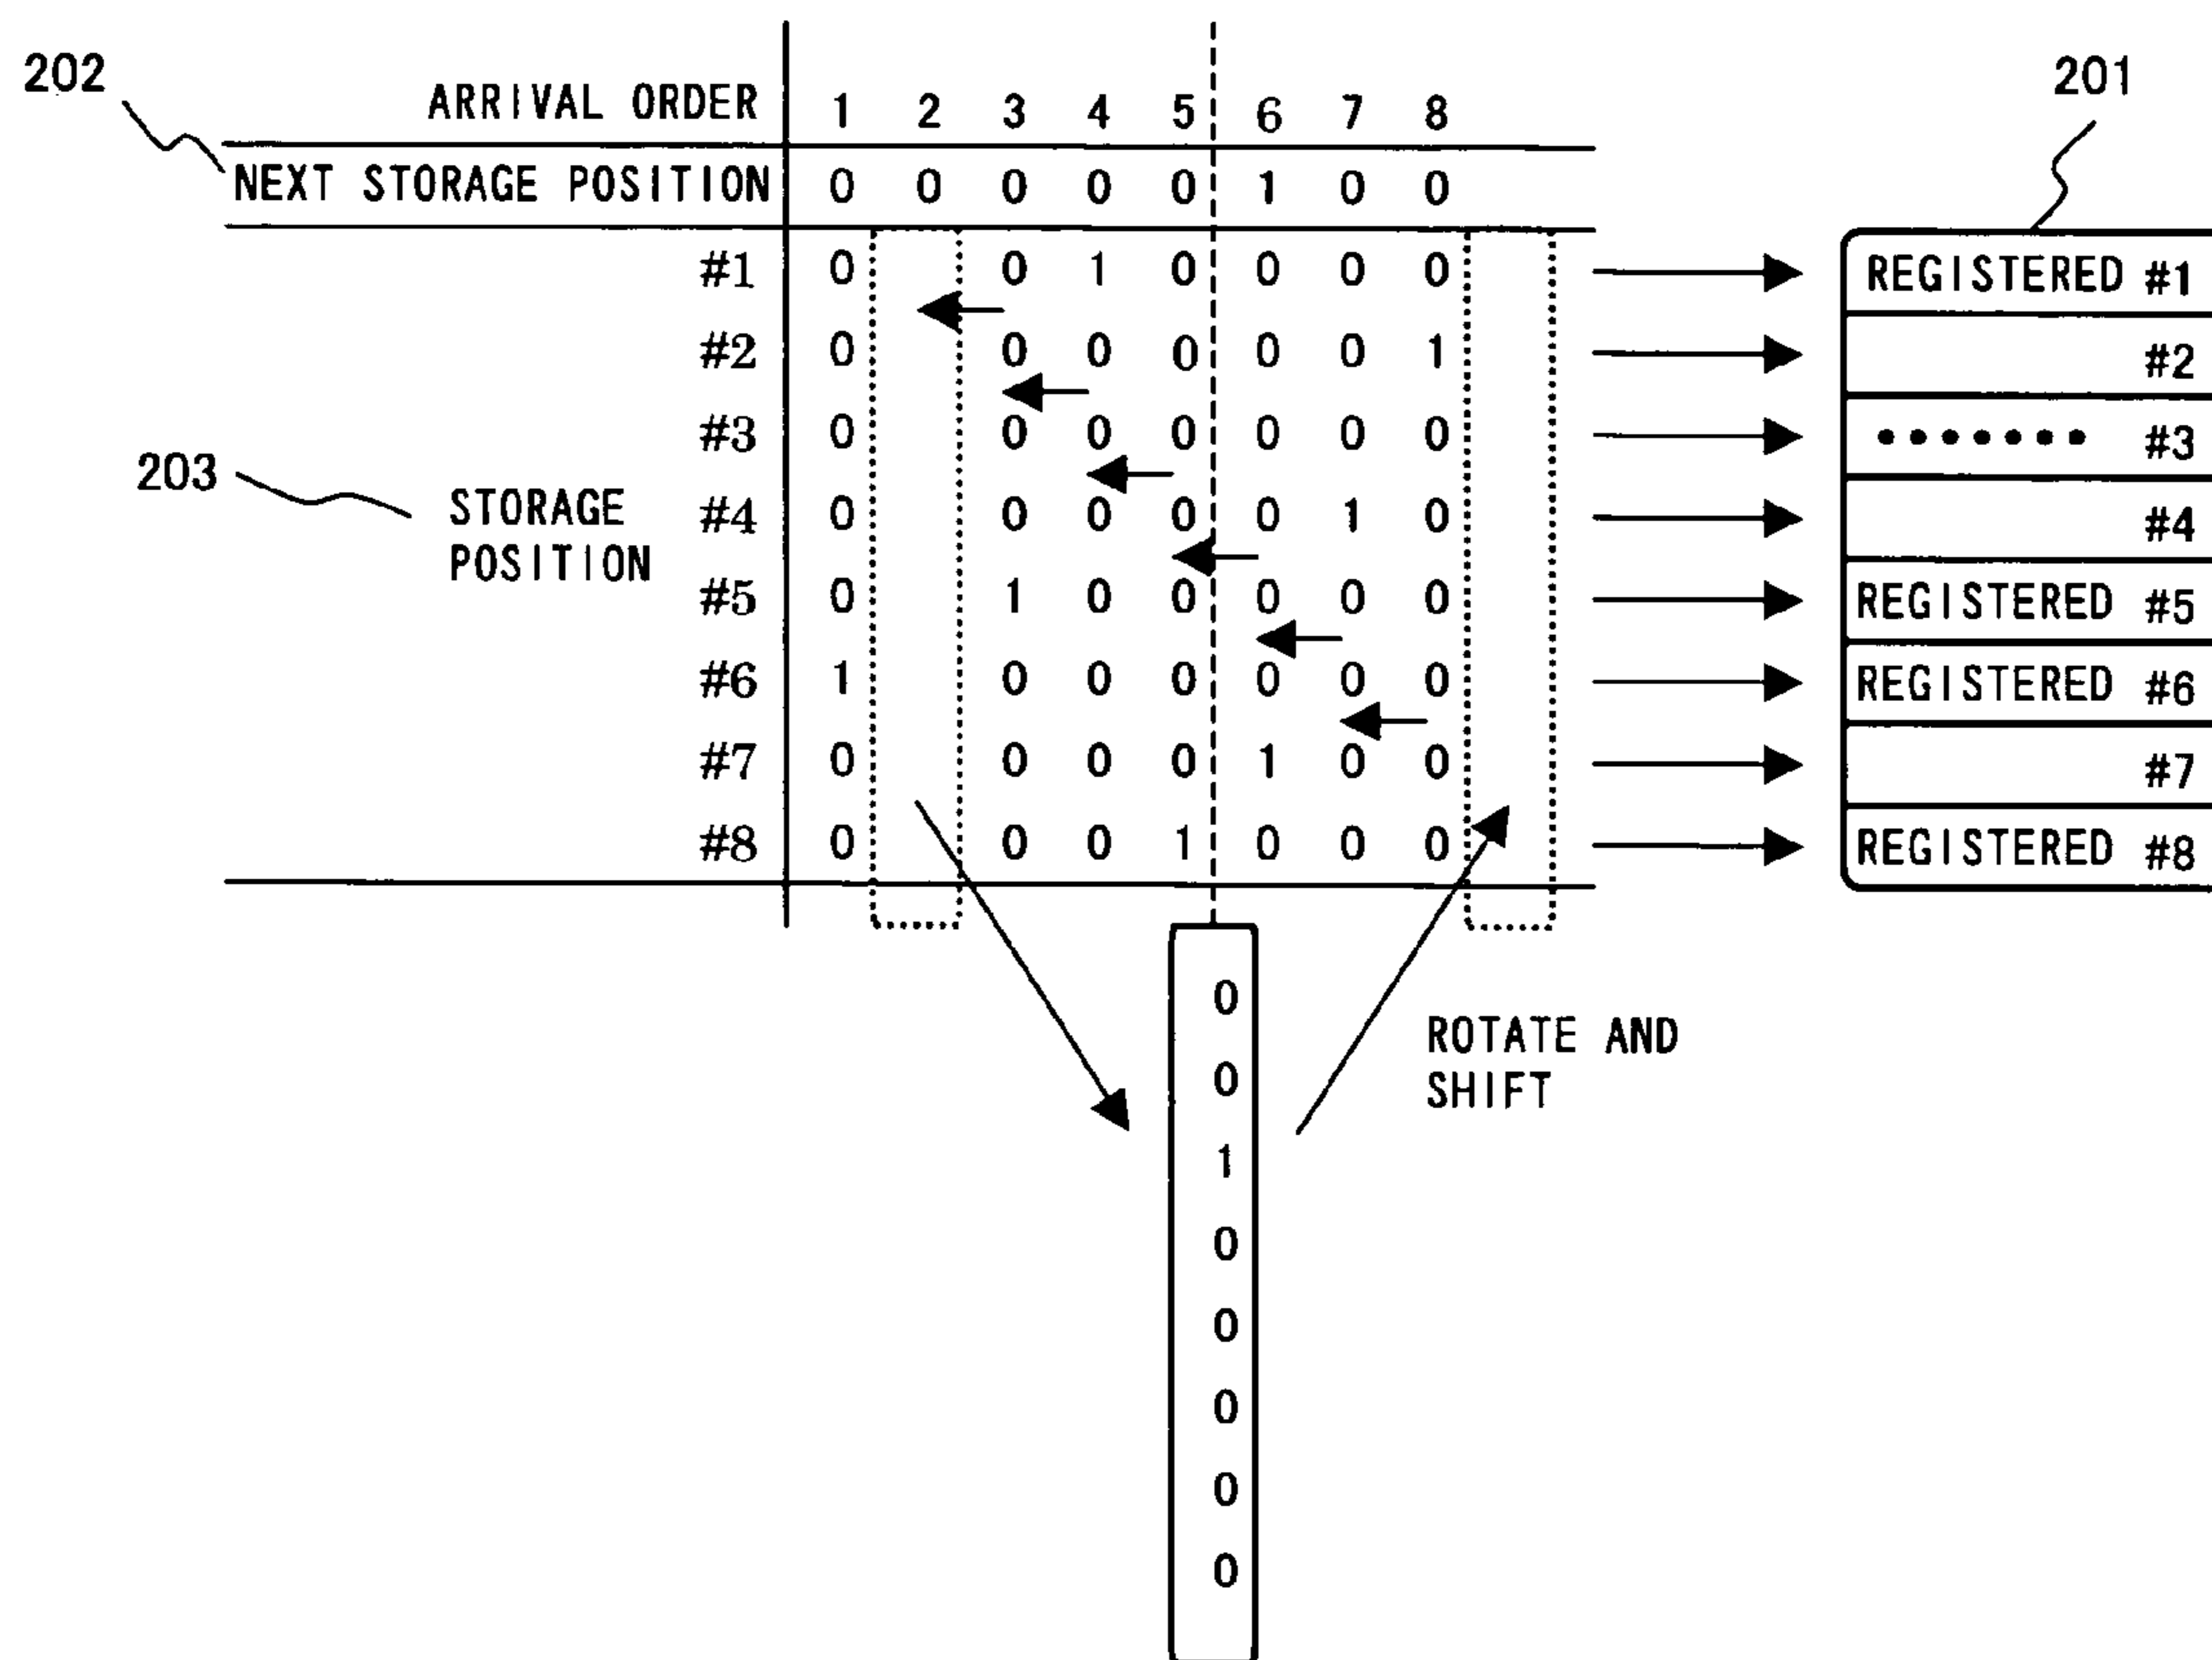 202
201
ARRIVAL ORDER 1 2 3 4 5 6 7 8
NEXT STORAGE POSITION 0 0 0 0 0 1 0 0
#1 0 0 1 0 0 0 0 REGISTERED #1
#2 0 0 0 0 0 0 1 #2
#3 0 0 0 0 0 0 0 ••••••• #3
203
STORAGE
POSITION
#4 0 0 0 0 0 1 0 #4
#5 0 1 0 0 0 0 0 REGISTERED #5
#6 1 0 0 0 0 0 0 REGISTERED #6
#7 0 0 0 0 1 0 0 #7
#8 0 0 0 1 0 0 0 REGISTERED #8
0
0
1
0
0
0
0
0
ROTATE AND
SHIFT